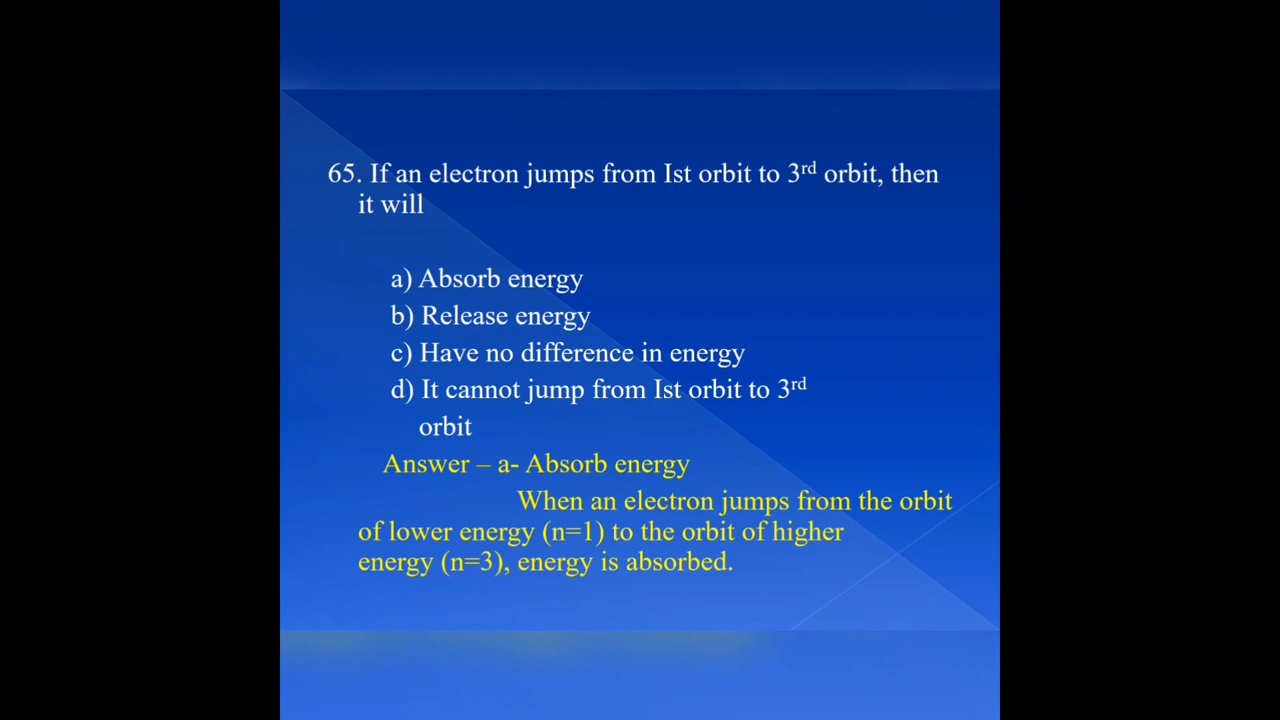 65. If an electron jumps from Ist orbit to 3rd orbit, then
it will
a) Absorb energy
b) Release energy
c) Have no difference in energy
d) It cannot jump from Ist orbit to 3rd
orbit
Answer – a- Absorb energy
When an electron jumps from the orbit
of lower energy (n=1) to the orbit of higher
energy (n=3), energy is absorbed.